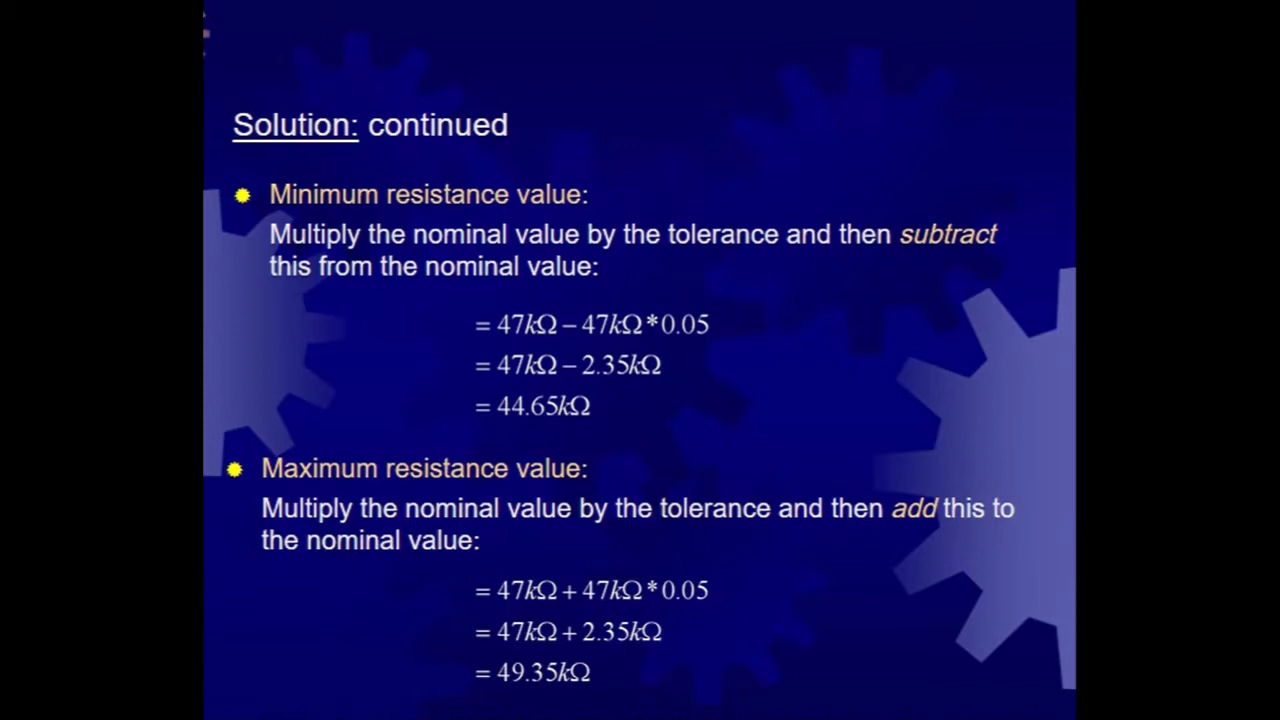 Solution: continued
Minimum resistance value:
Multiply the nominal value by the tolerance and then subtract
this from the nominal value:
= 47kΩ – 47kΩ*0.05
= 47kΩ – 2.35kΩ
= 44.65kΩ
Maximum resistance value:
Multiply the nominal value by the tolerance and then add this to
the nominal value:
= 47kΩ + 47kΩ*0.05
= 47kΩ + 2.35kΩ
= 49.35kΩ